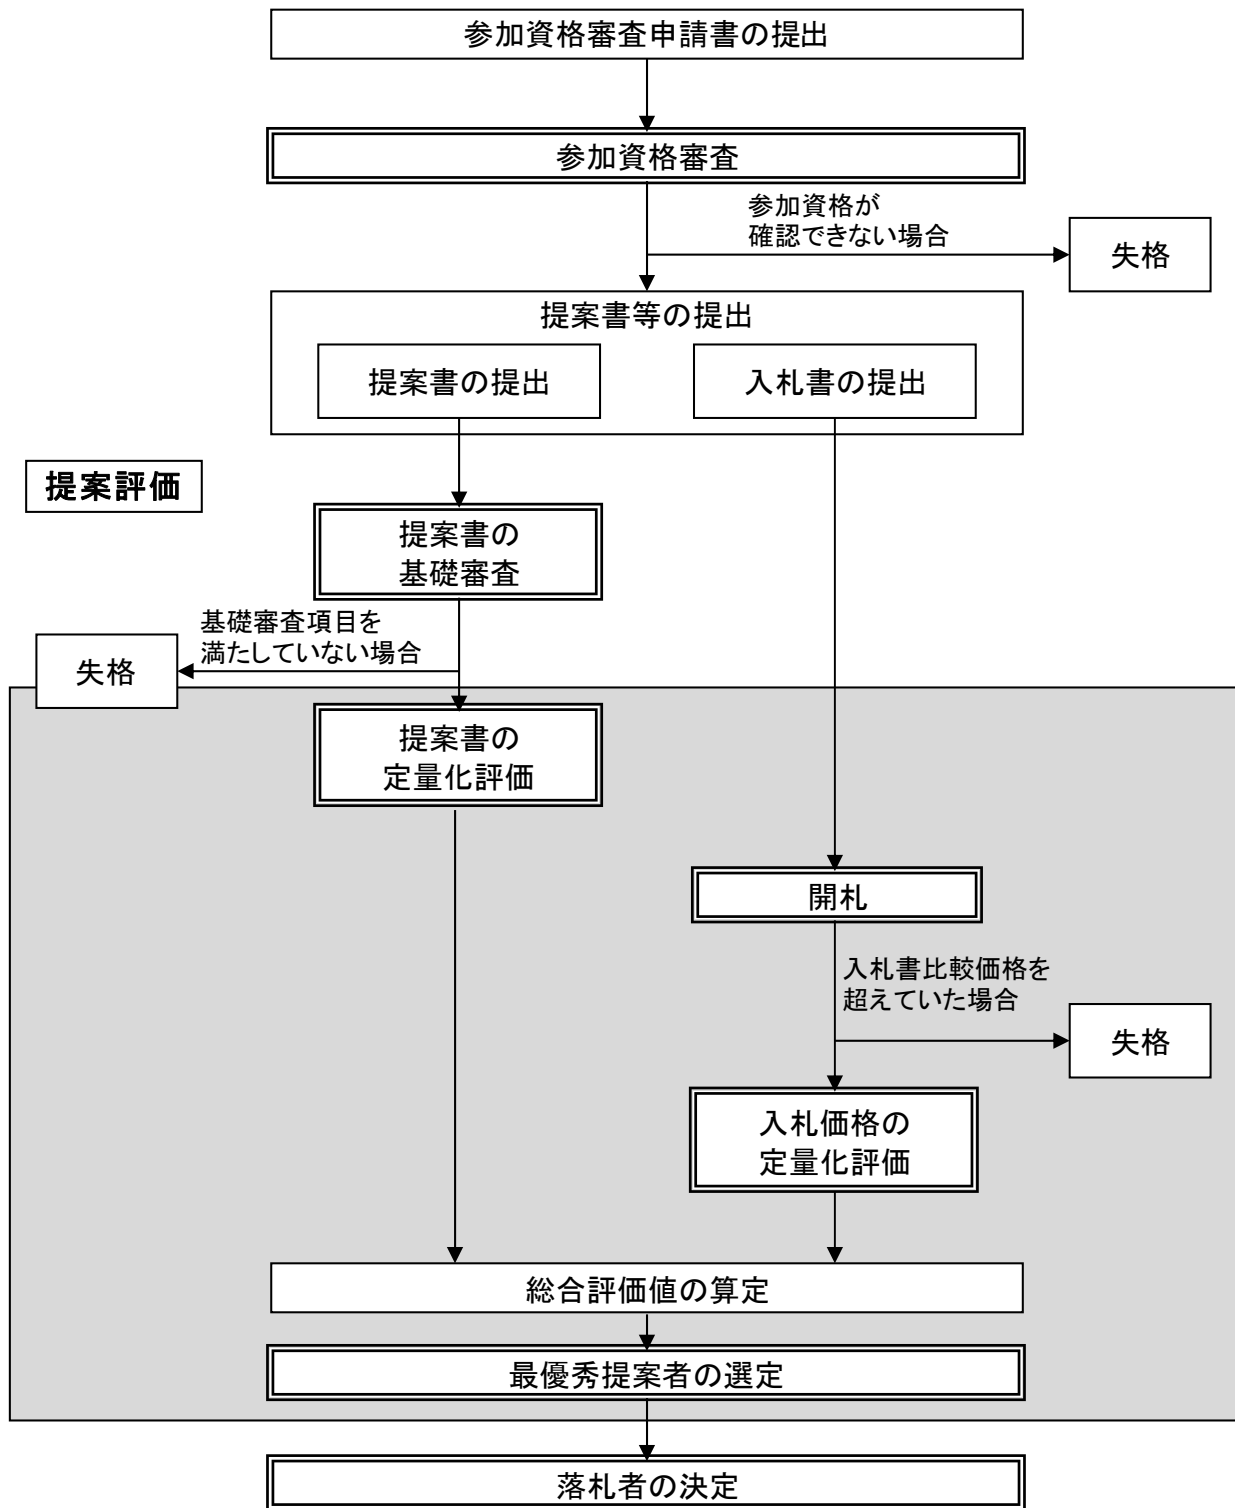 参加資格審査申請書の提出
参加資格審査
参加資格が
確認できない場合
失格
提案書等の提出
提案書の提出
入札書の提出
提案評価
提案書の
基礎審査
基礎審査項目を
満たしていない場合
失格
提案書の
定量化評価
開札
入札書比較価格を
超えていた場合
失格
入札価格の
定量化評価
総合評価値の算定
最優秀提案者の選定
落札者の決定